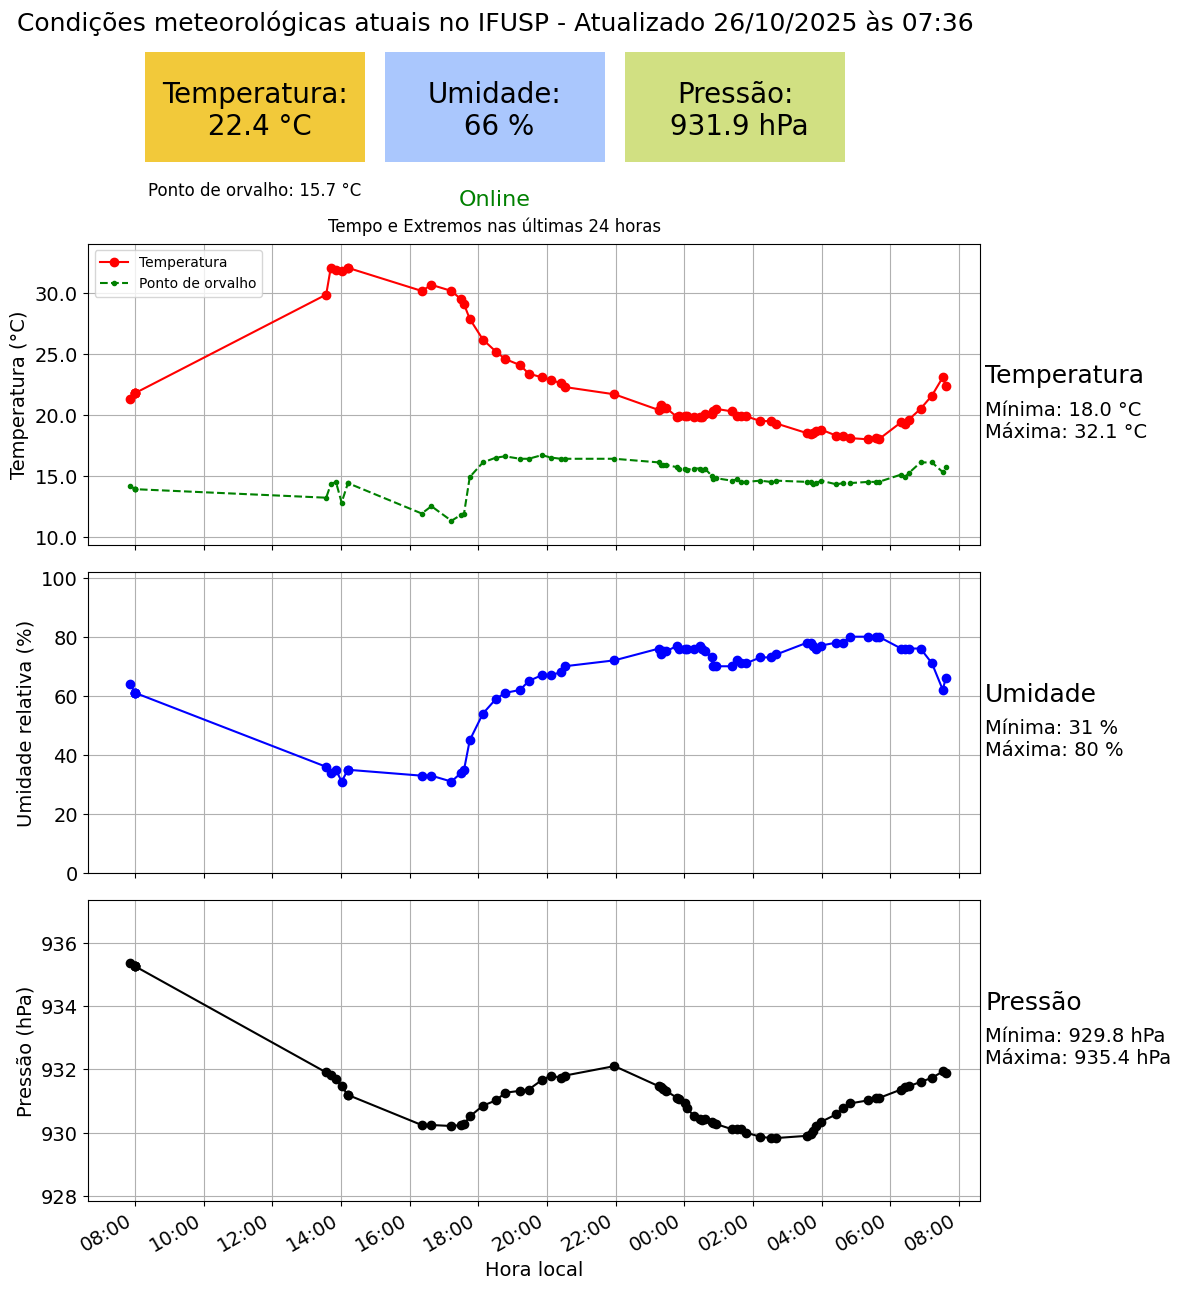 Condições meteorológicas atuais no IFUSP - Atualizado 26/10/2025 às 07:36
Temperatura:
22.4 °C
Umidade:
66 %
Pressão:
931.9 hPa
Ponto de orvalho: 15.7 °C
Online
Tempo e Extremos nas últimas 24 horas
Temperatura
Ponto de orvalho
Temperatura (°C)
30.0
25.0
20.0
15.0
10.0
Temperatura
Mínima: 18.0 °C
Máxima: 32.1 °C
Umidade relativa (%)
100
80
60
40
20
0
Umidade
Mínima: 31 %
Máxima: 80 %
Pressão (hPa)
936
934
932
930
928
Pressão
Mínima: 929.8 hPa
Máxima: 935.4 hPa
08:00
10:00
12:00
14:00
16:00
18:00
20:00
22:00
00:00
02:00
04:00
06:00
08:00
Hora local